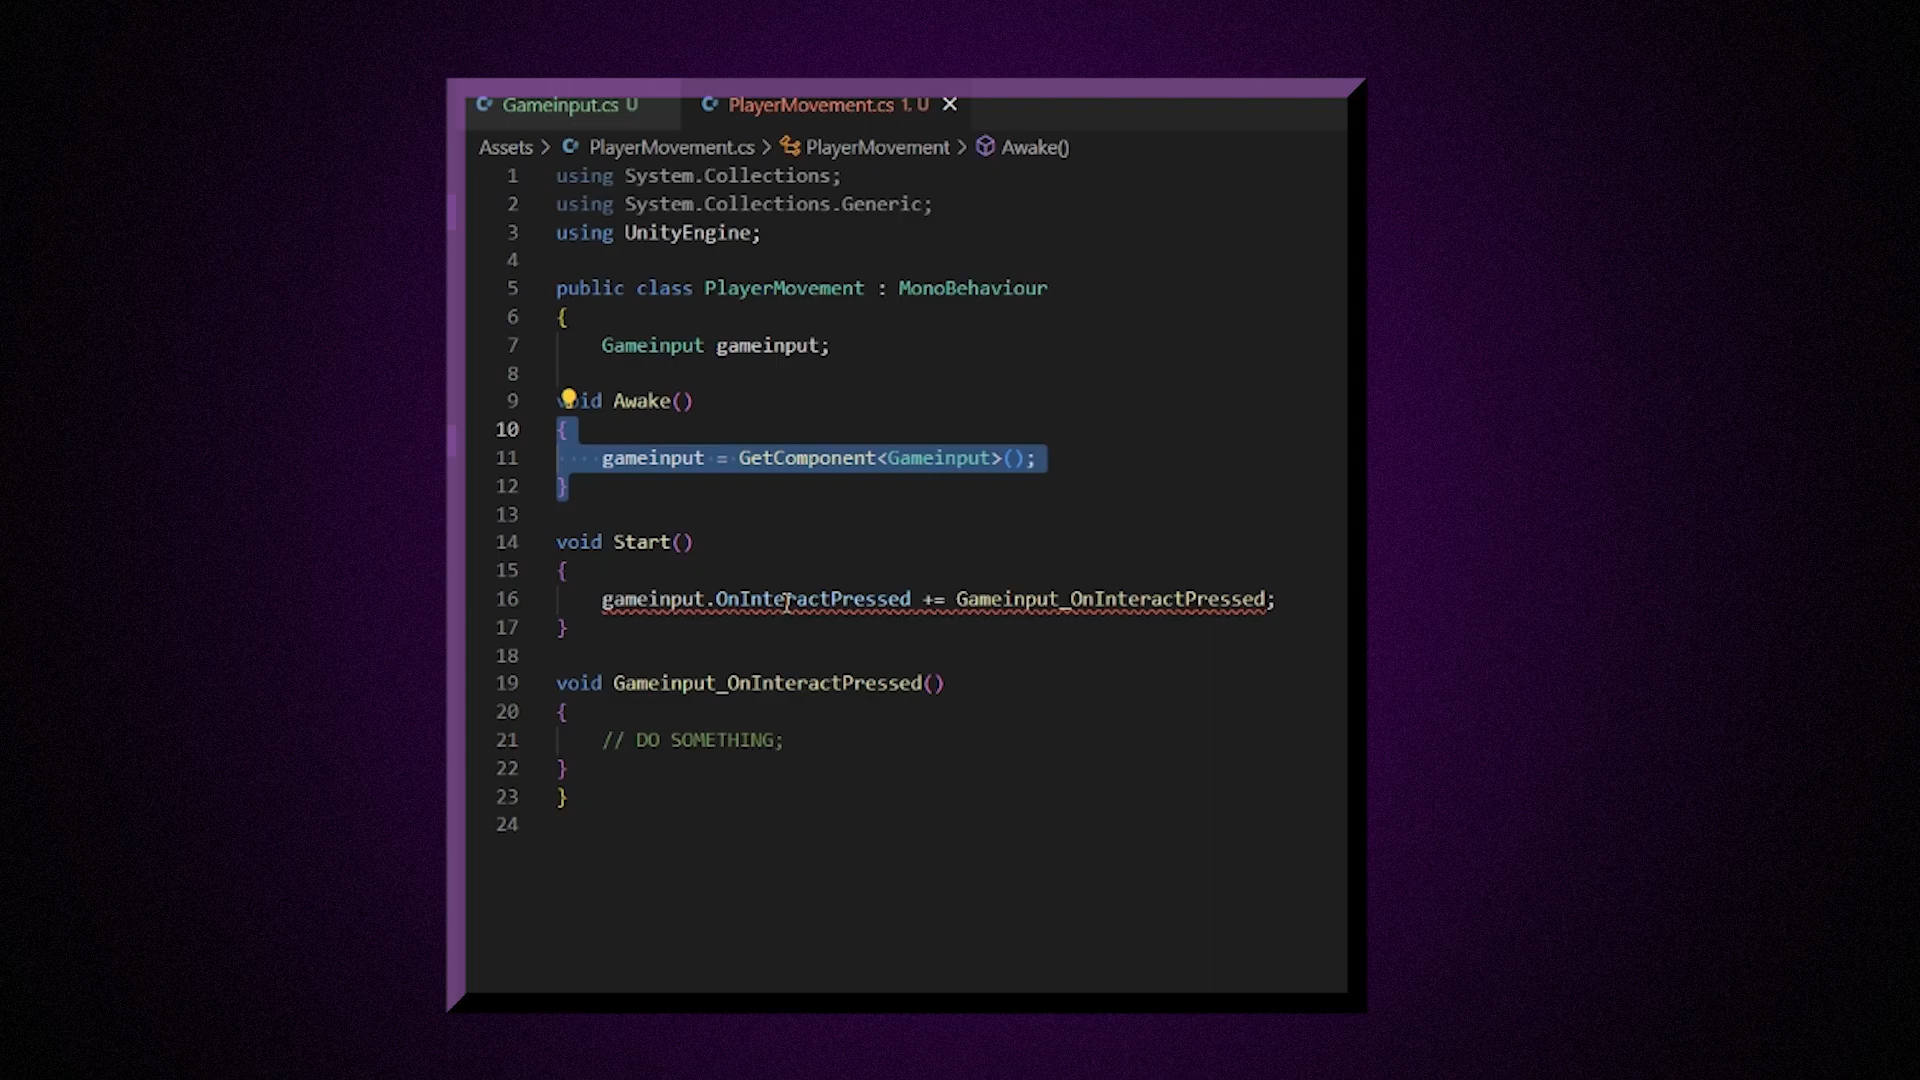 Gameinput.cs U PlayerMovement.cs 1, U
Assets > PlayerMovement.cs > PlayerMovement > Awake()
1 using System.Collections;
2 using System.Collections.Generic;
3 using UnityEngine;
4
5 public class PlayerMovement : MonoBehaviour
6 {
7 Gameinput gameinput;
8
9 void Awake()
10 {
11 gameinput = GetComponent<Gameinput>();
12 }
13
14 void Start()
15 {
16 gameinput.OnInteractPressed += Gameinput_OnInteractPressed;
17 }
18
19 void Gameinput_OnInteractPressed()
20 {
21 // DO SOMETHING;
22 }
23 }
24